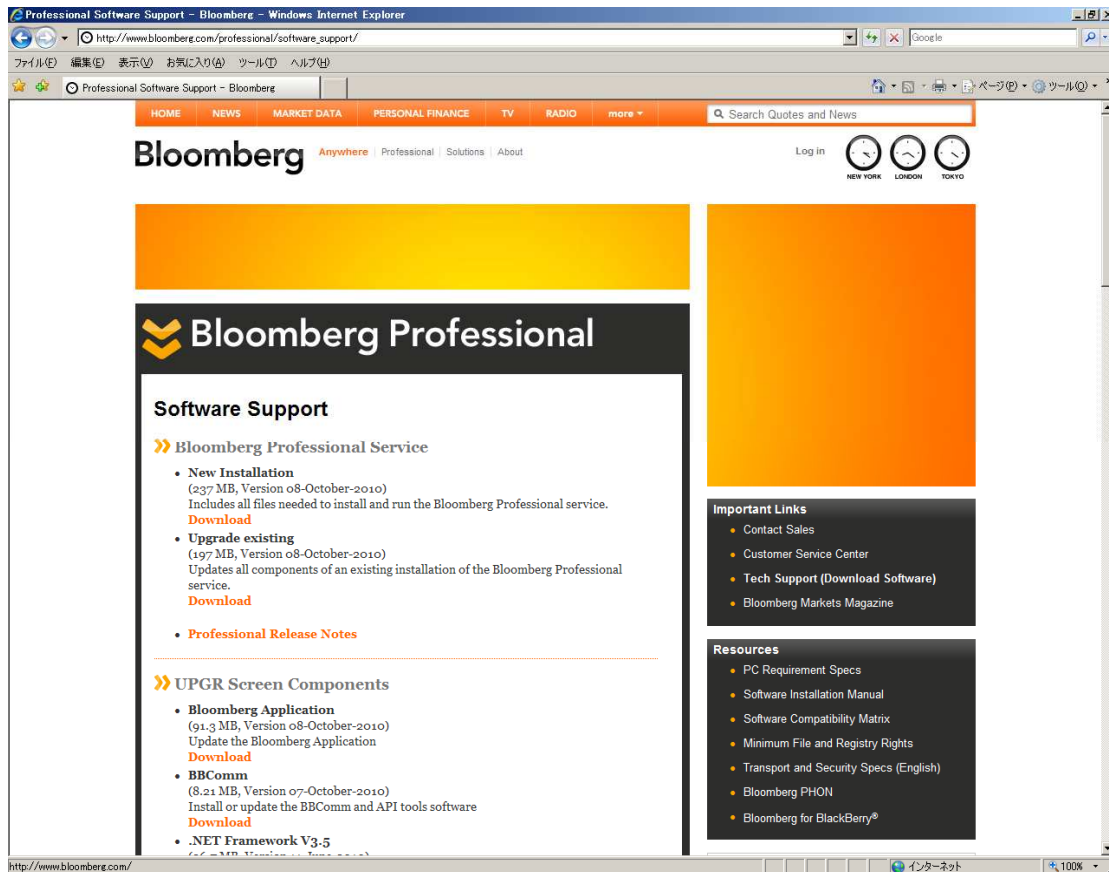 Professional Software Support - Bloomberg - Windows Internet Explorer
http://www.bloomberg.com/professional/software_support/
Google
ファイル(F) 編集(E) 表示(V) お気に入り(A) ツール(T) ヘルプ(H)
Professional Software Support - Bloomberg
ページ(P) ツール(O)
HOME NEWS MARKET DATA PERSONAL FINANCE TV RADIO more
Search Quotes and News
Bloomberg
Anywhere | Professional | Solutions | About
Log in
NEW YORK LONDON TOKYO
Bloomberg Professional
Software Support
Bloomberg Professional Service
• New Installation
(237 MB, Version 08-October-2010)
Includes all files needed to install and run the Bloomberg Professional service.
Download
• Upgrade existing
(197 MB, Version 08-October-2010)
Updates all components of an existing installation of the Bloomberg Professional
service.
Download
• Professional Release Notes
UPGR Screen Components
• Bloomberg Application
(91.3 MB, Version 08-October-2010)
Update the Bloomberg Application
Download
• BBComm
(8.21 MB, Version 07-October-2010)
Install or update the BBComm and API tools software
Download
• .NET Framework V3.5
Important Links
• Contact Sales
• Customer Service Center
• Tech Support (Download Software)
• Bloomberg Markets Magazine
Resources
• PC Requirement Specs
• Software Installation Manual
• Software Compatibility Matrix
• Minimum File and Registry Rights
• Transport and Security Specs (English)
• Bloomberg PHON
• Bloomberg for BlackBerry®
http://www.bloomberg.com/
インターネット
100%